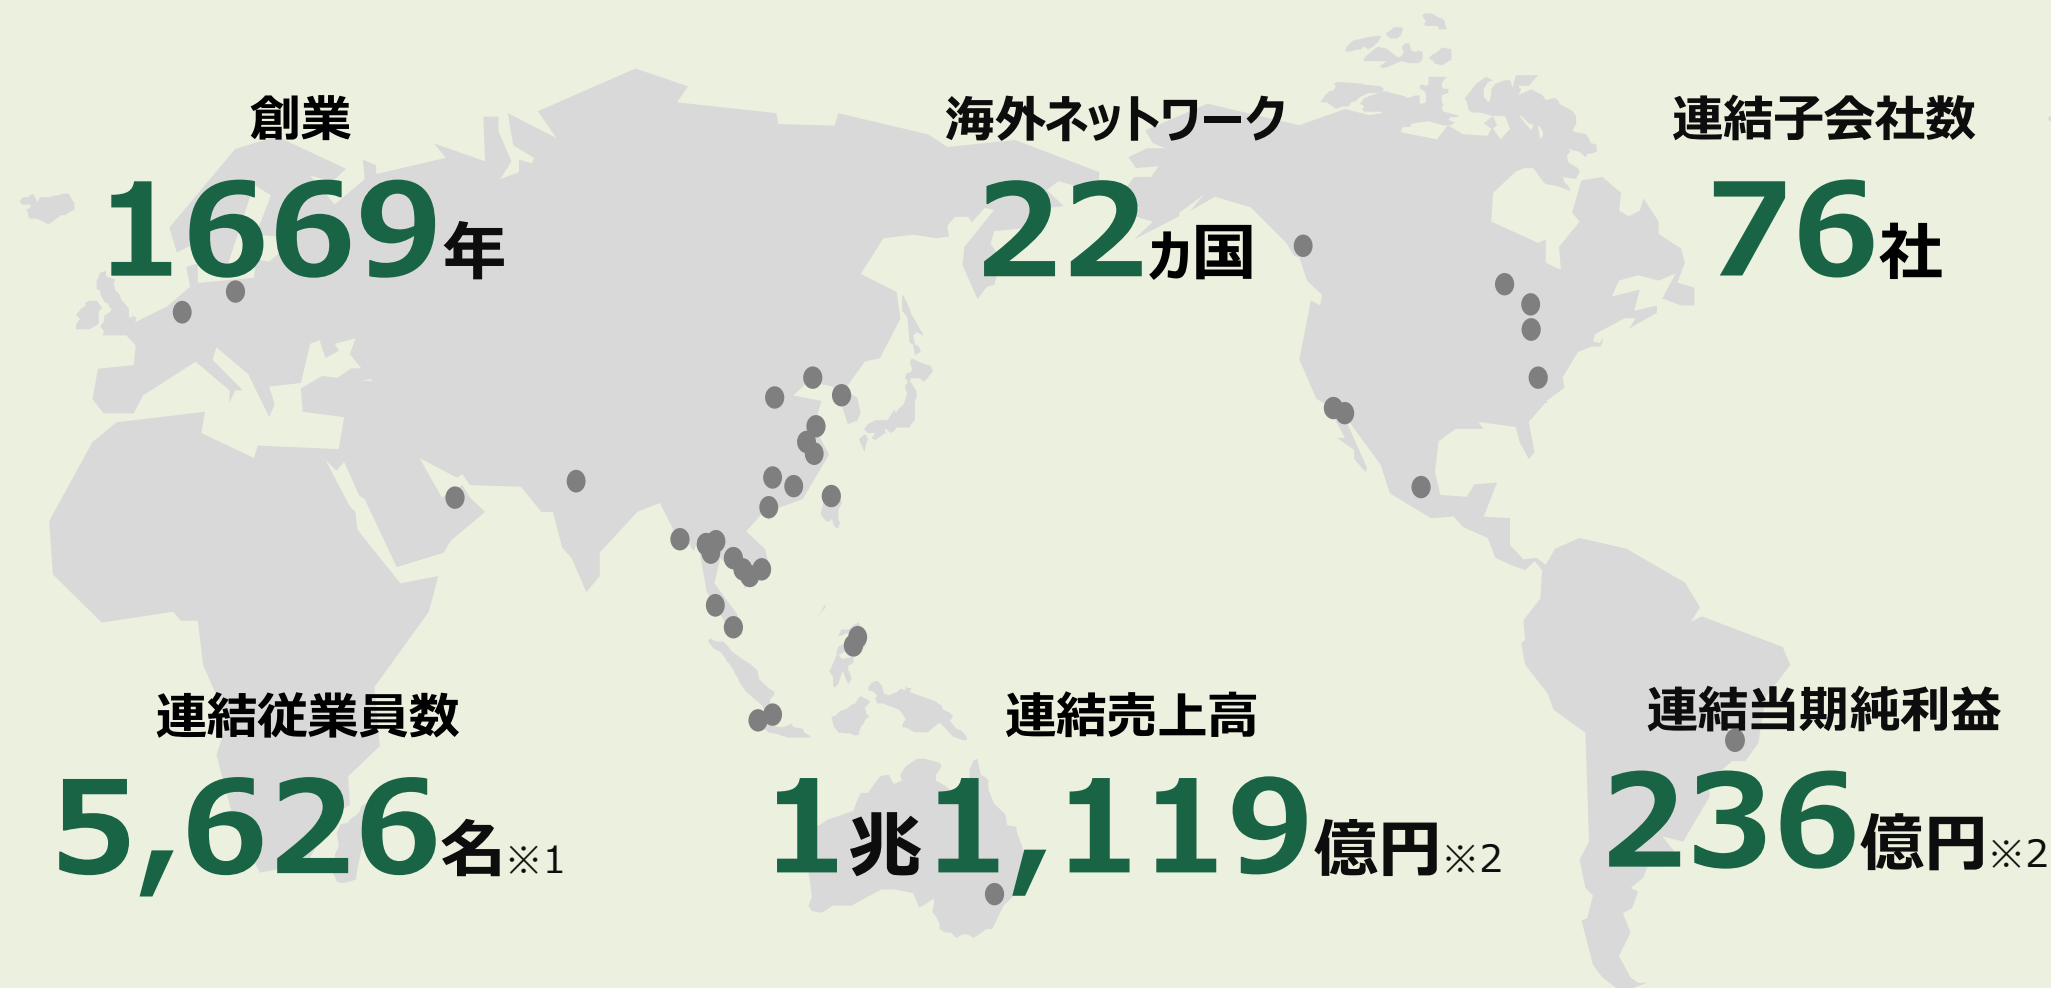 創業
1669年
海外ネットワーク
22ヵ国
連結子会社数
76社
連結従業員数
5,626名※1
連結売上高
1兆1,119億円※2
連結当期純利益
236億円※2